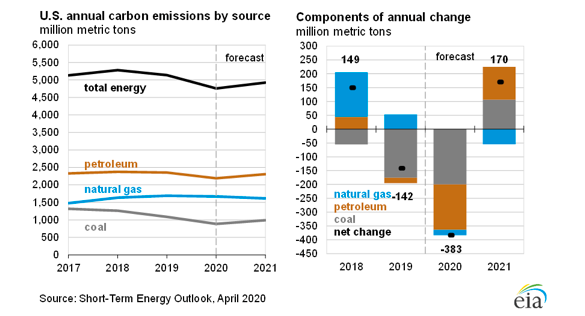 U.S. annual carbon emissions by source
million metric tons
6,000
5,500
5,000
4,500
4,000
3,500
3,000
2,500
2,000
1,500
1,000
500
0
forecast
total energy
petroleum
natural gas
coal
2017 2018 2019 2020 2021
Components of annual change
million metric tons
300
250
200
150
100
50
0
-50
-100
-150
-200
-250
-300
-350
-400
-450
149
forecast
170
-142
-383
natural gas
petroleum
coal
net change
2018 2019 2020 2021
Source: Short-Term Energy Outlook, April 2020
eia